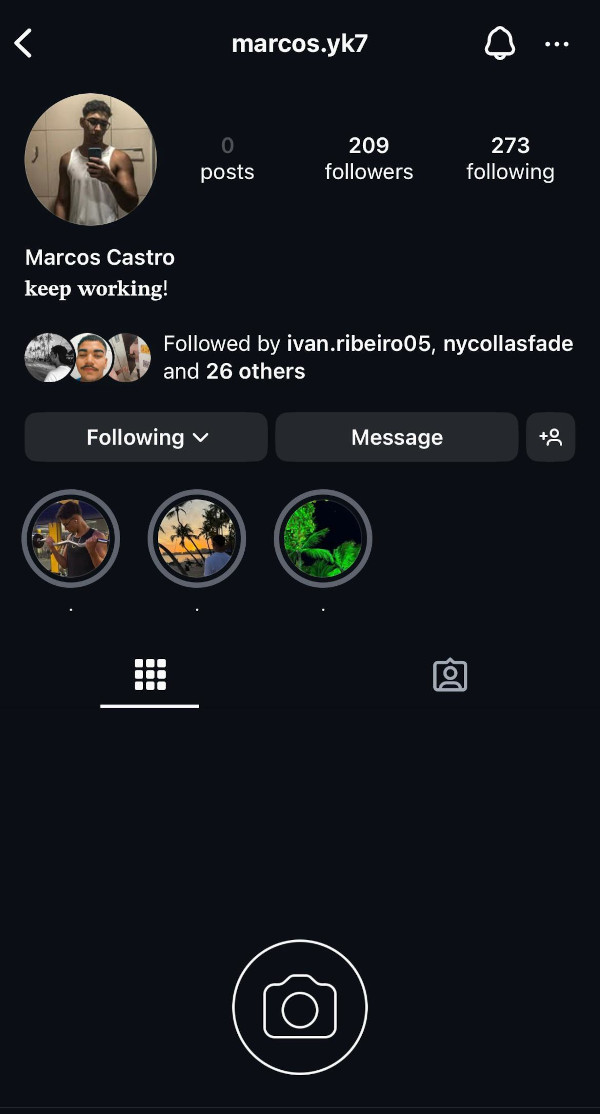 marcos.yk7
0
209
273
posts
followers
following
Marcos Castro
keep working!
Followed by ivan.ribeiro05, nycollasfade
and 26 others
Following
Message
.
.
.